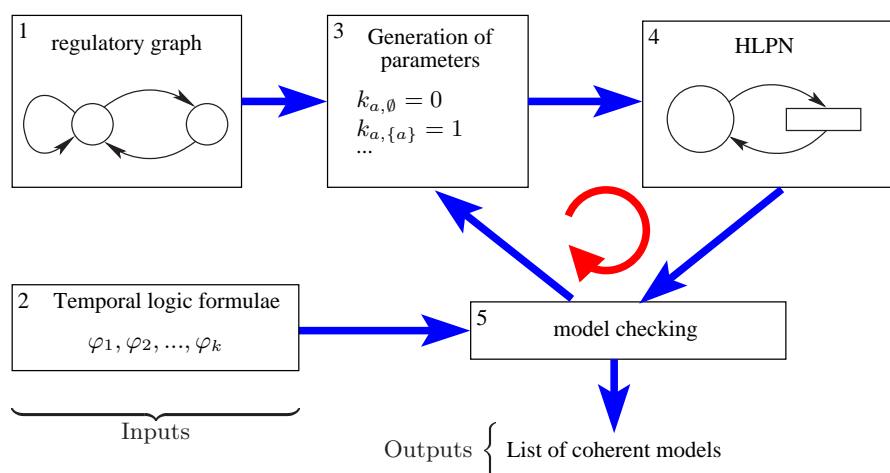 1
regulatory graph
3
Generation of
parameters
k_{a,∅} = 0
k_{a,{a}} = 1
...
4
HLPN
2
Temporal logic formulae
φ₁, φ₂, ..., φₖ
5
model checking
Inputs
Outputs { List of coherent models